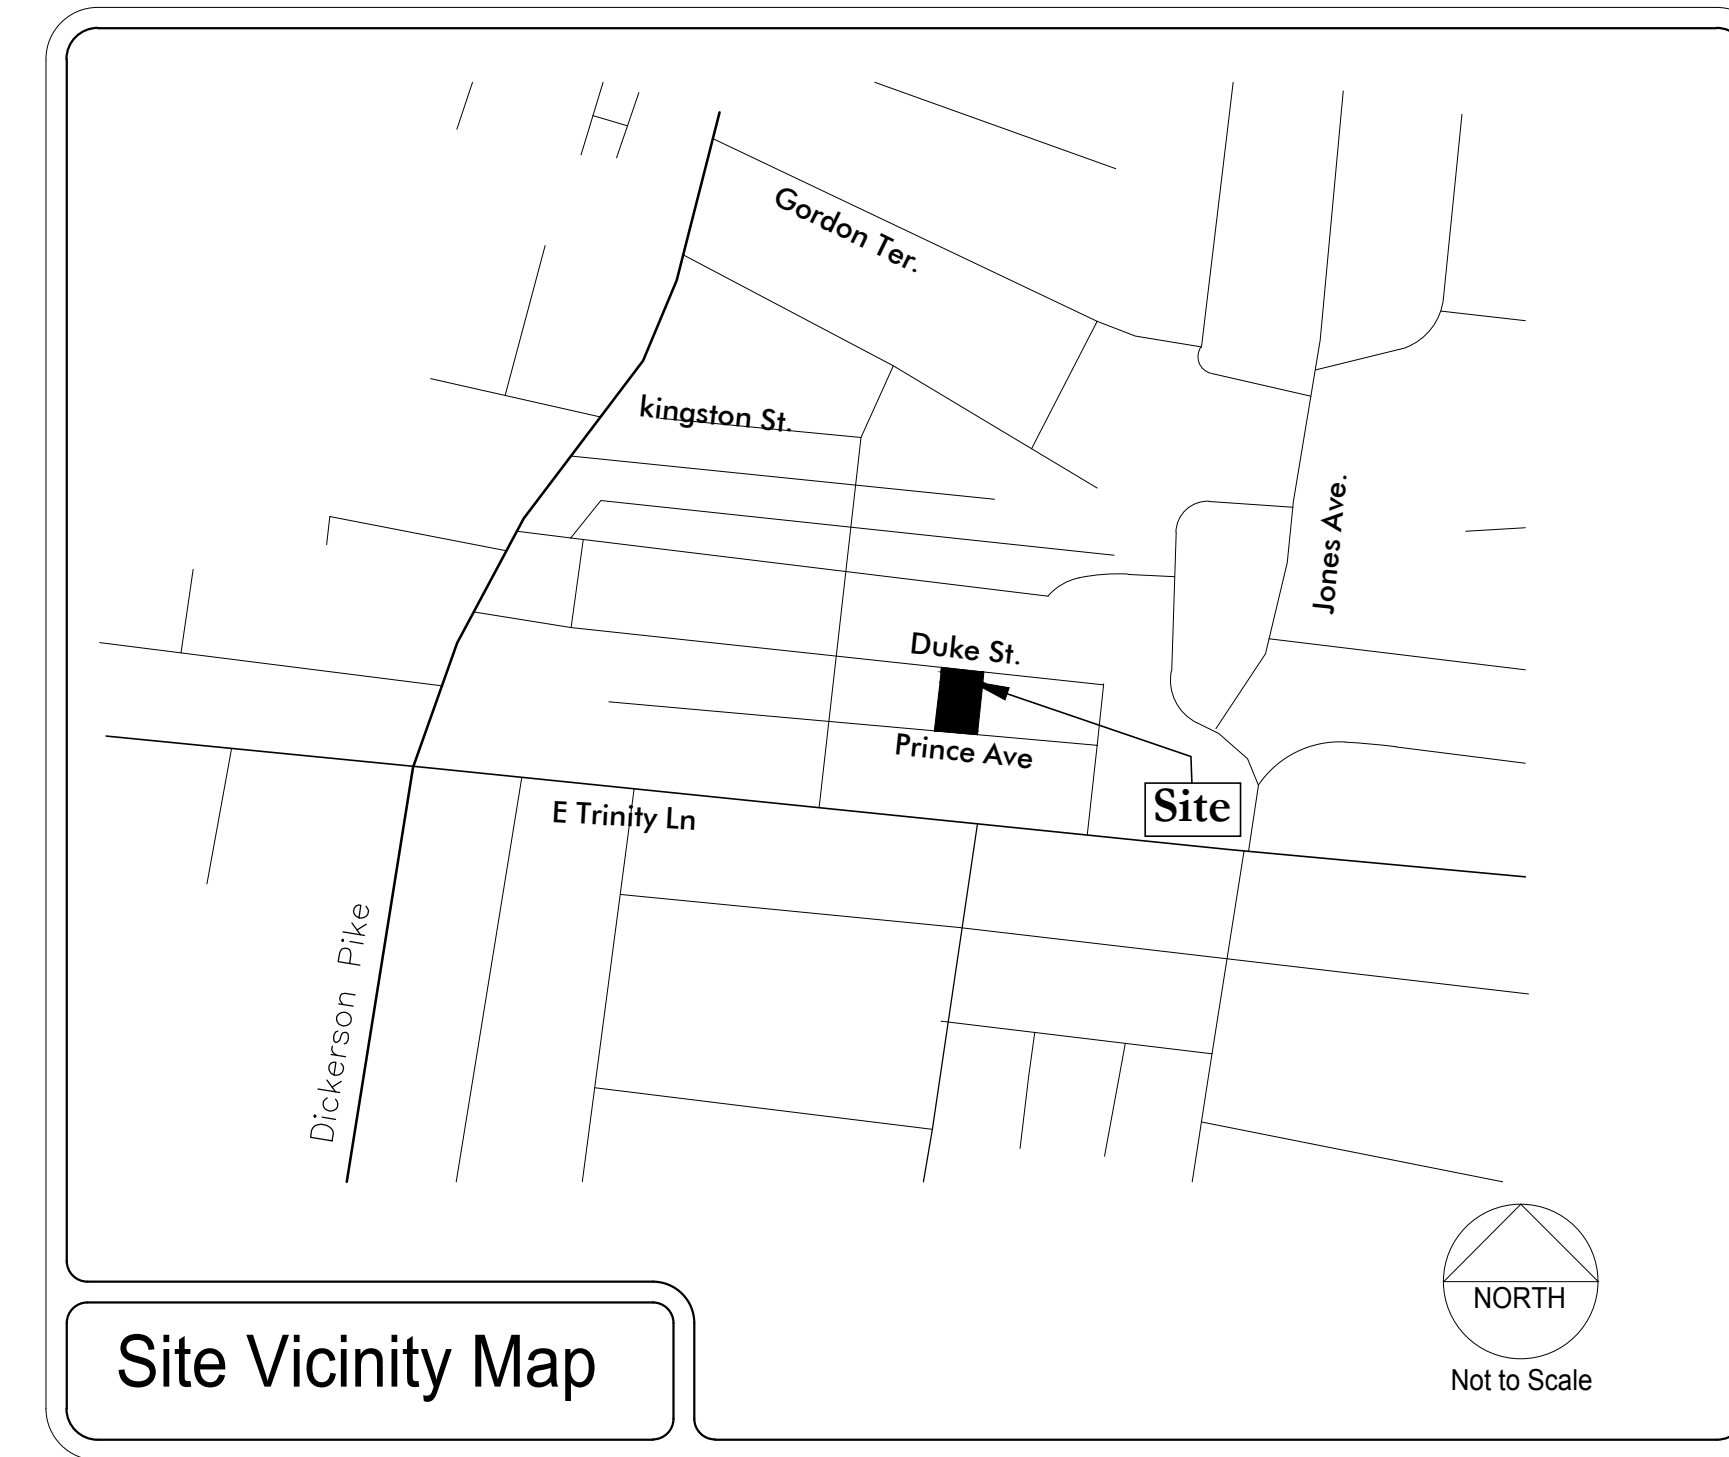 Gordon Ter.
kingston St.
Jones Ave.
Duke St.
Prince Ave
Site
E Trinity Ln
Dickerson Pike
NORTH
Not to Scale
Site Vicinity Map